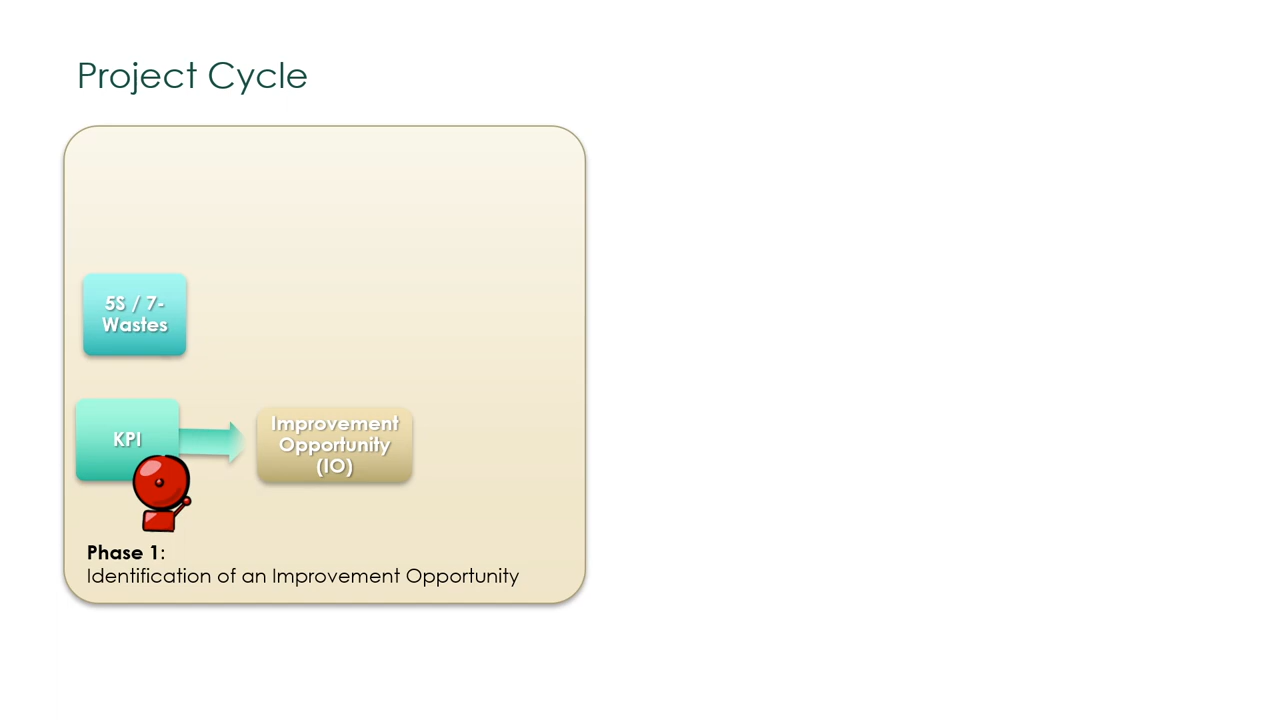 Project Cycle
5S / 7-
Wastes
KPI
Improvement
Opportunity
(IO)
Phase 1:
Identification of an Improvement Opportunity